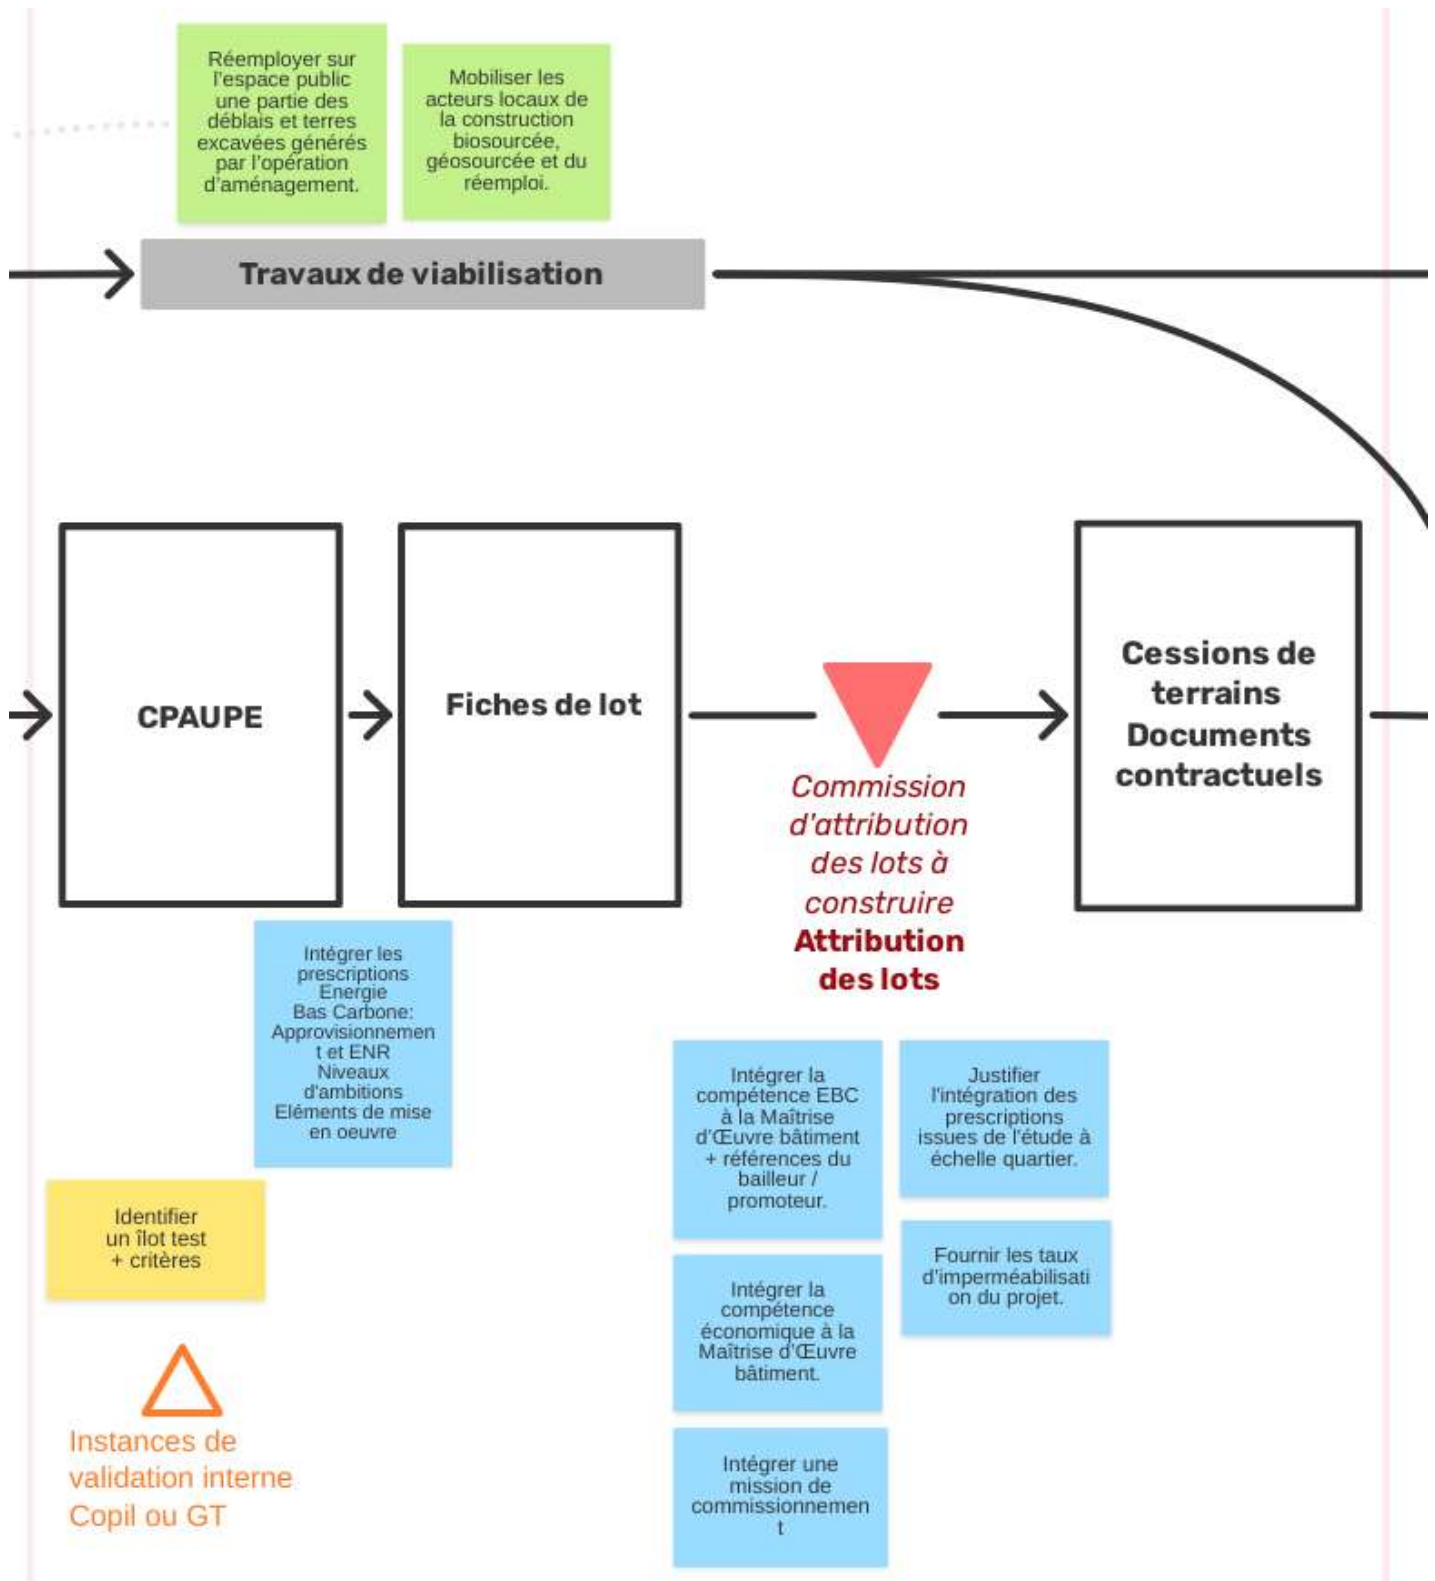 Réemployer sur
l'espace public
une partie des
déblais et terres
excavées générés
par l'opération
d'aménagement.
Mobiliser les
acteurs locaux de
la construction
biosourcée,
géosourcée et du
réemploi.
Travaux de viabilisation
CPAUPE
Fiches de lot
Commission
d'attribution
des lots à
construire
Attribution
des lots
Cessions de
terrains
Documents
contractuels
Intégrer les
prescriptions
Energie
Bas Carbone:
Approvisionnemen
t et ENR
Niveaux
d'ambitions
Eléments de mise
en oeuvre
Identifier
un îlot test
+ critères
Instances de
validation interne
Copil ou GT
Intégrer la
compétence EBC
à la Maîtrise
d'Œuvre bâtiment
+ références du
bailleur /
promoteur.
Justifier
l'intégration des
prescriptions
issues de l'étude à
échelle quartier.
Intégrer la
compétence
économique à la
Maîtrise d'Œuvre
bâtiment.
Fournir les taux
d'imperméabilisati
on du projet.
Intégrer une
mission de
commissionnemen
t